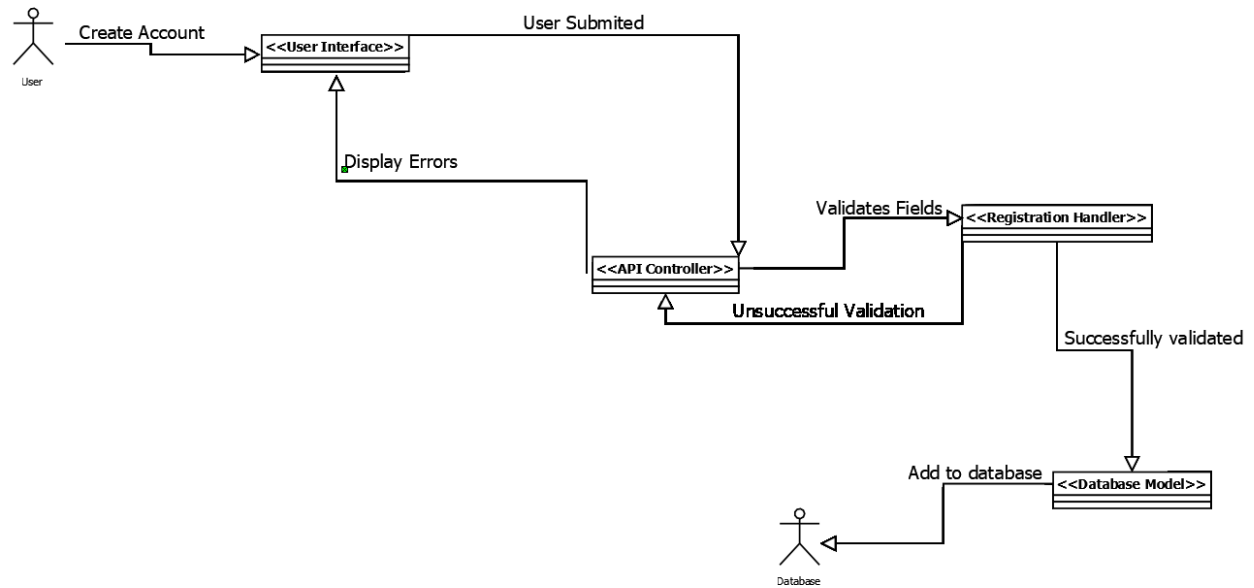 Create Account
User Submited
<<User Interface>>
User
Display Errors
Validates Fields
<<Registration Handler>>
<<API Controller>>
Unsuccessful Validation
Successfully validated
Add to database
<<Database Model>>
Database